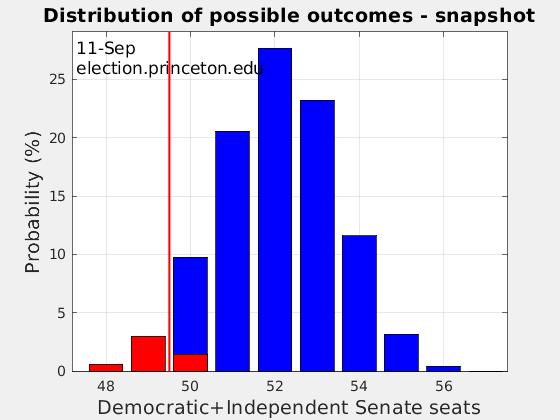 Distribution of possible outcomes - snapshot
11-Sep
election.princeton.edu
Probability (%)
25
20
15
10
5
0
48 50 52 54 56
Democratic+Independent Senate seats